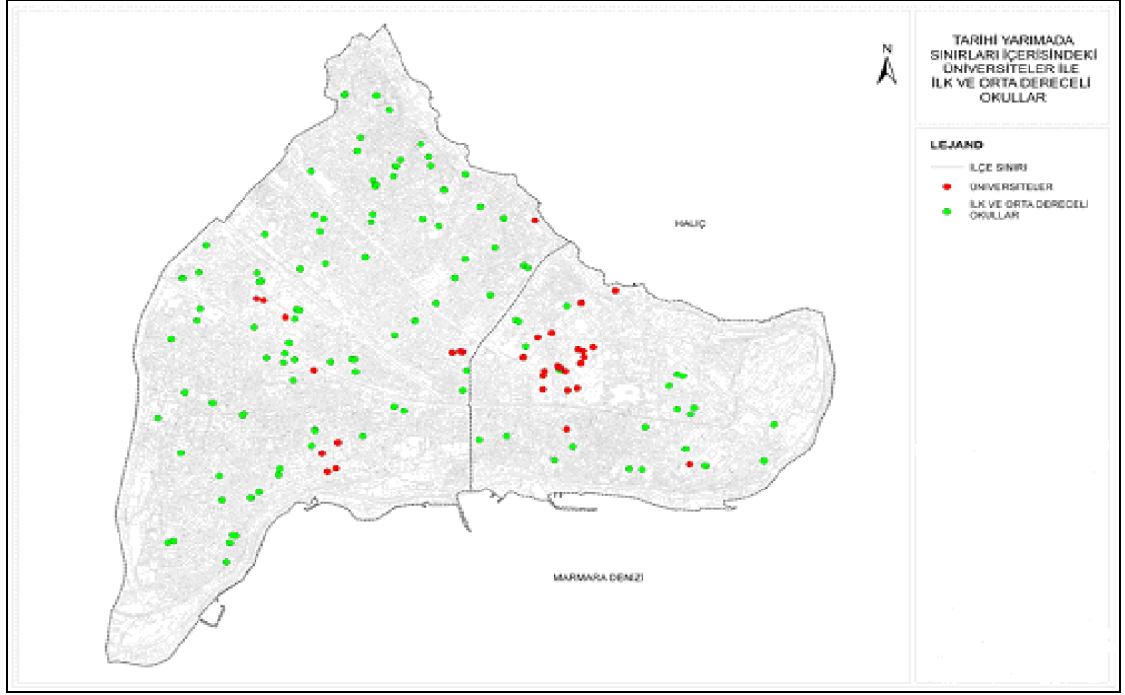 N
TARİHİ YARIMADA
SINIRLARI İÇERİSİNDEKİ
ÜNİVERSİTELER İLE
İLK VE ORTA DERECELİ
OKULLAR
LEJAND
İLÇE SINIRI
ÜNİVERSİTELER
İLK VE ORTA DERECELİ
OKULLAR
HALİÇ
MARMARA DENİZİ